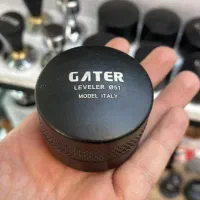 GATER
LEVELER Ø51
MODEL ITALY